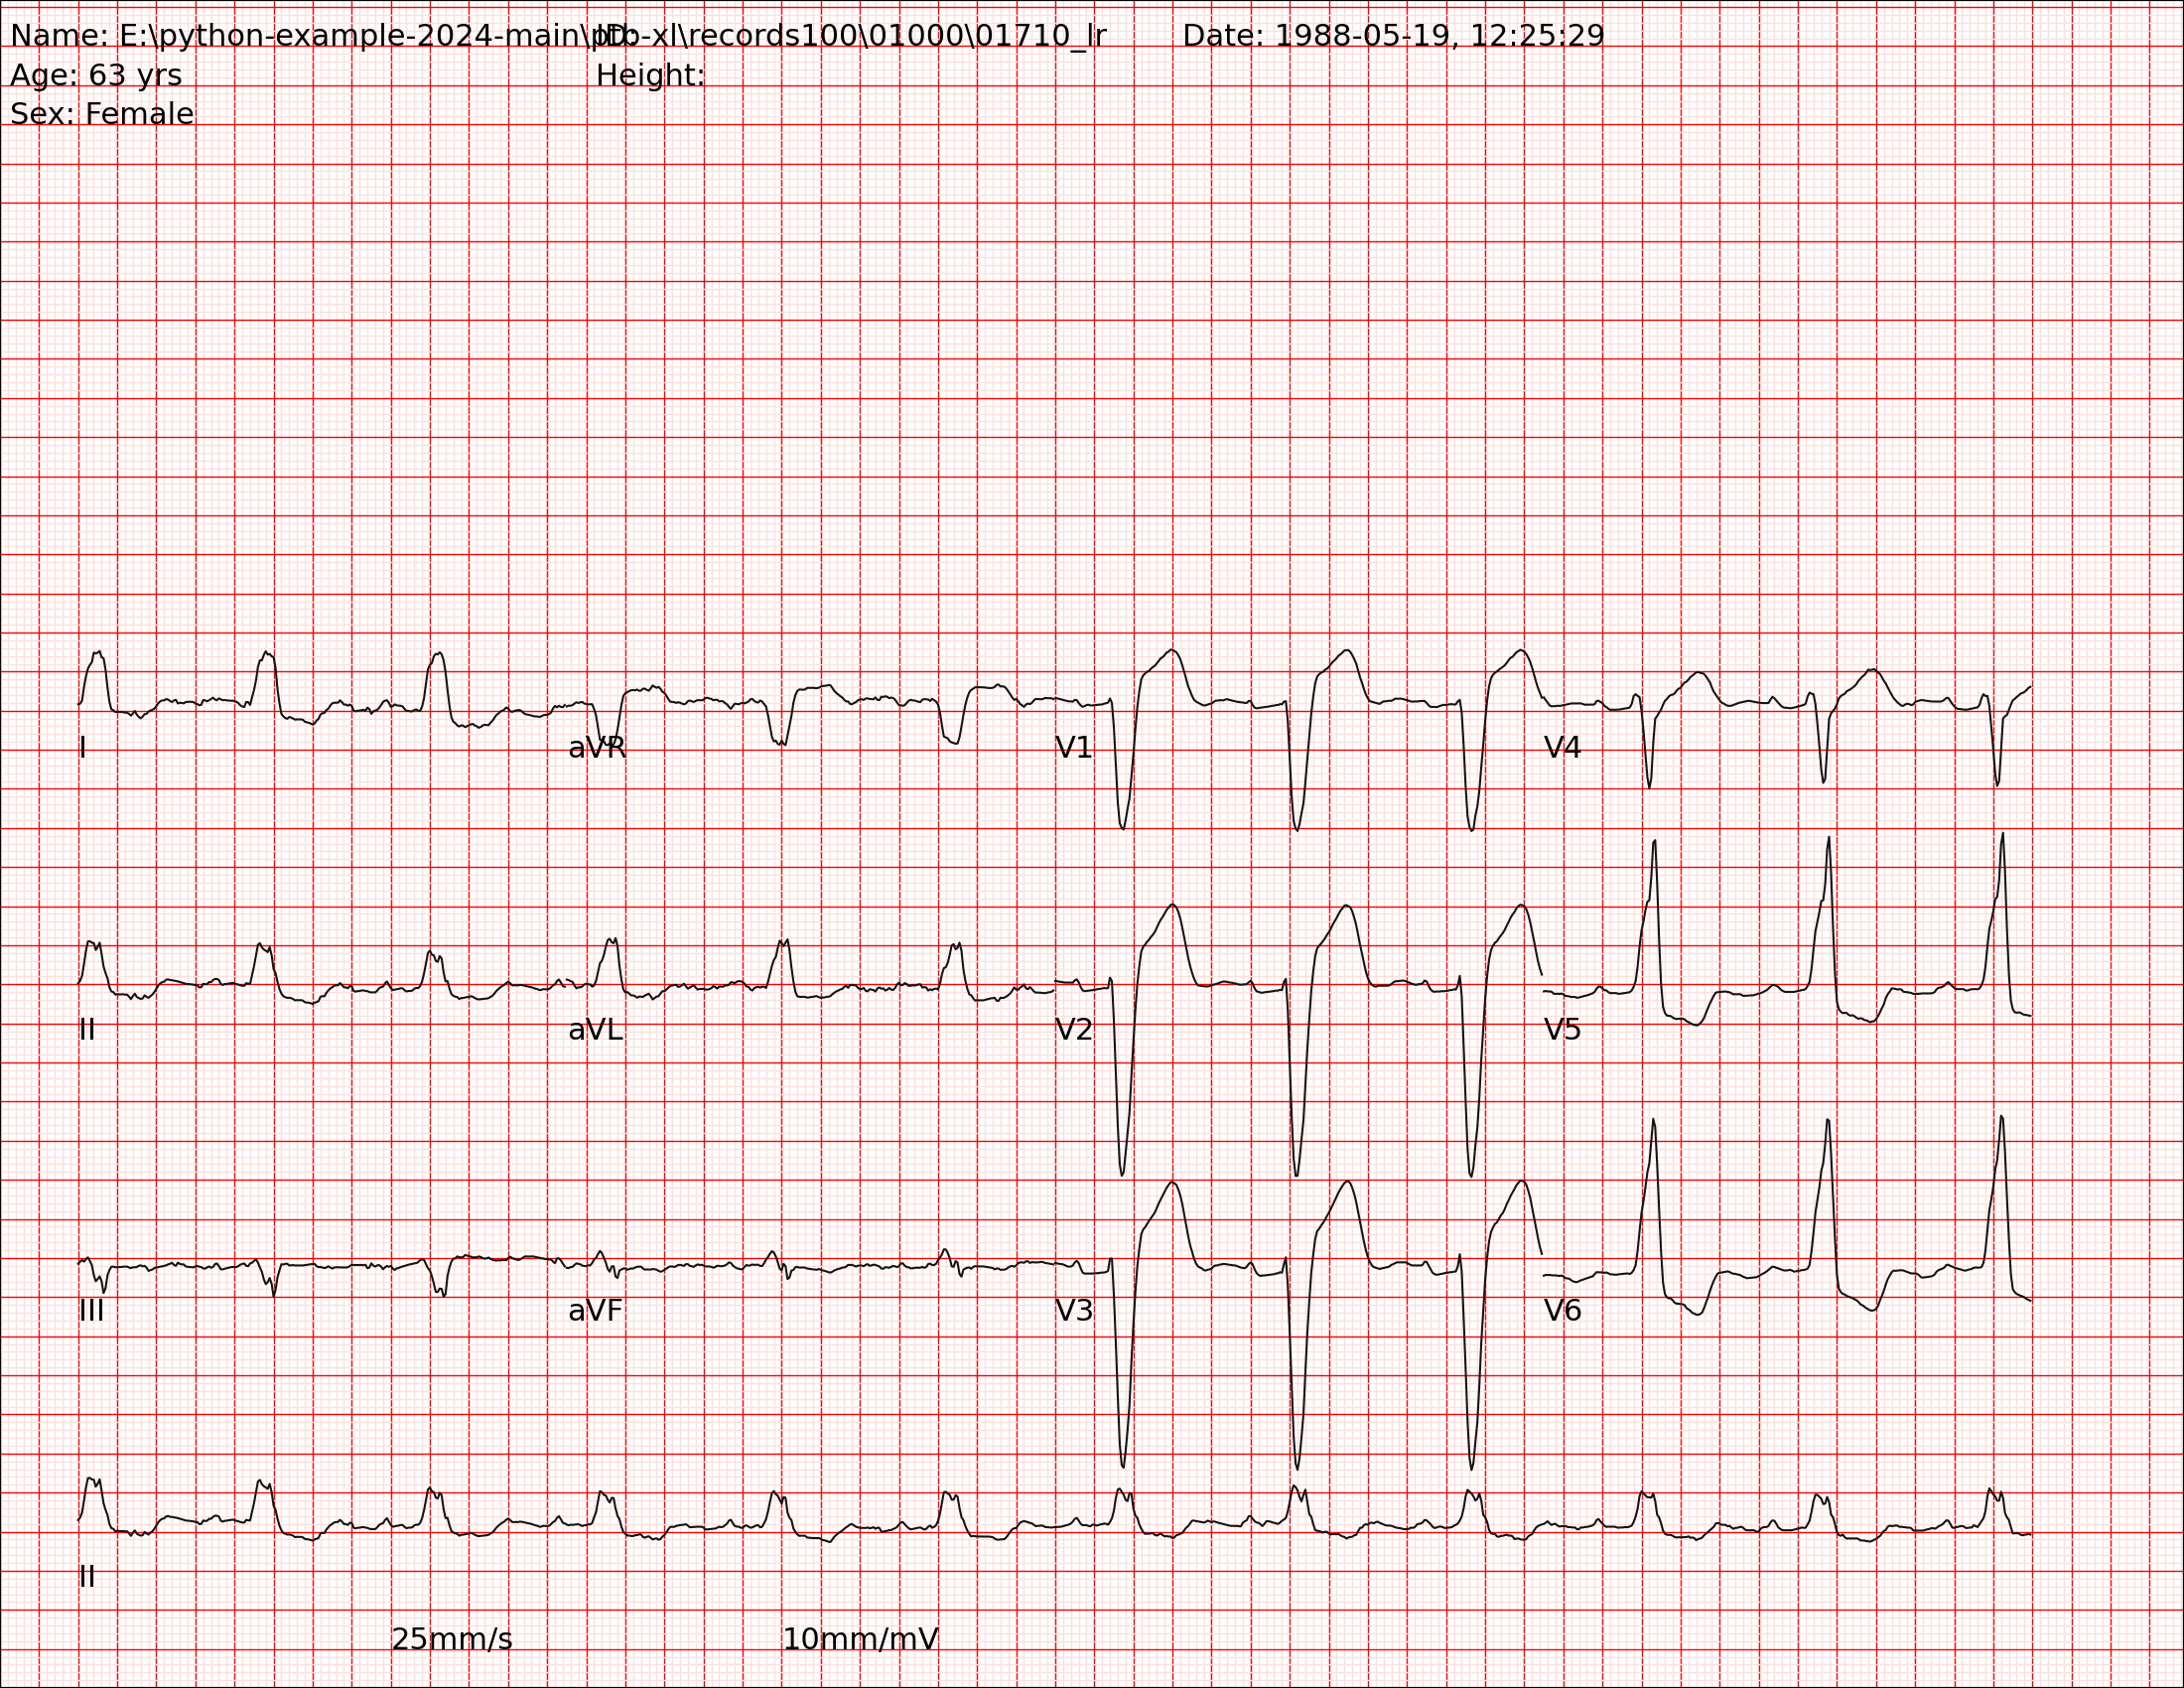 Name: E:\python-example-2024-main\ptb-xl\records100\01000\01710_lr ID: Date: 1988-05-19, 12:25:29
Age: 63 yrs Height:
Sex: Female
I aVR V1 V4
II aVL V2 V5
III aVF V3 V6
II
25mm/s 10mm/mV